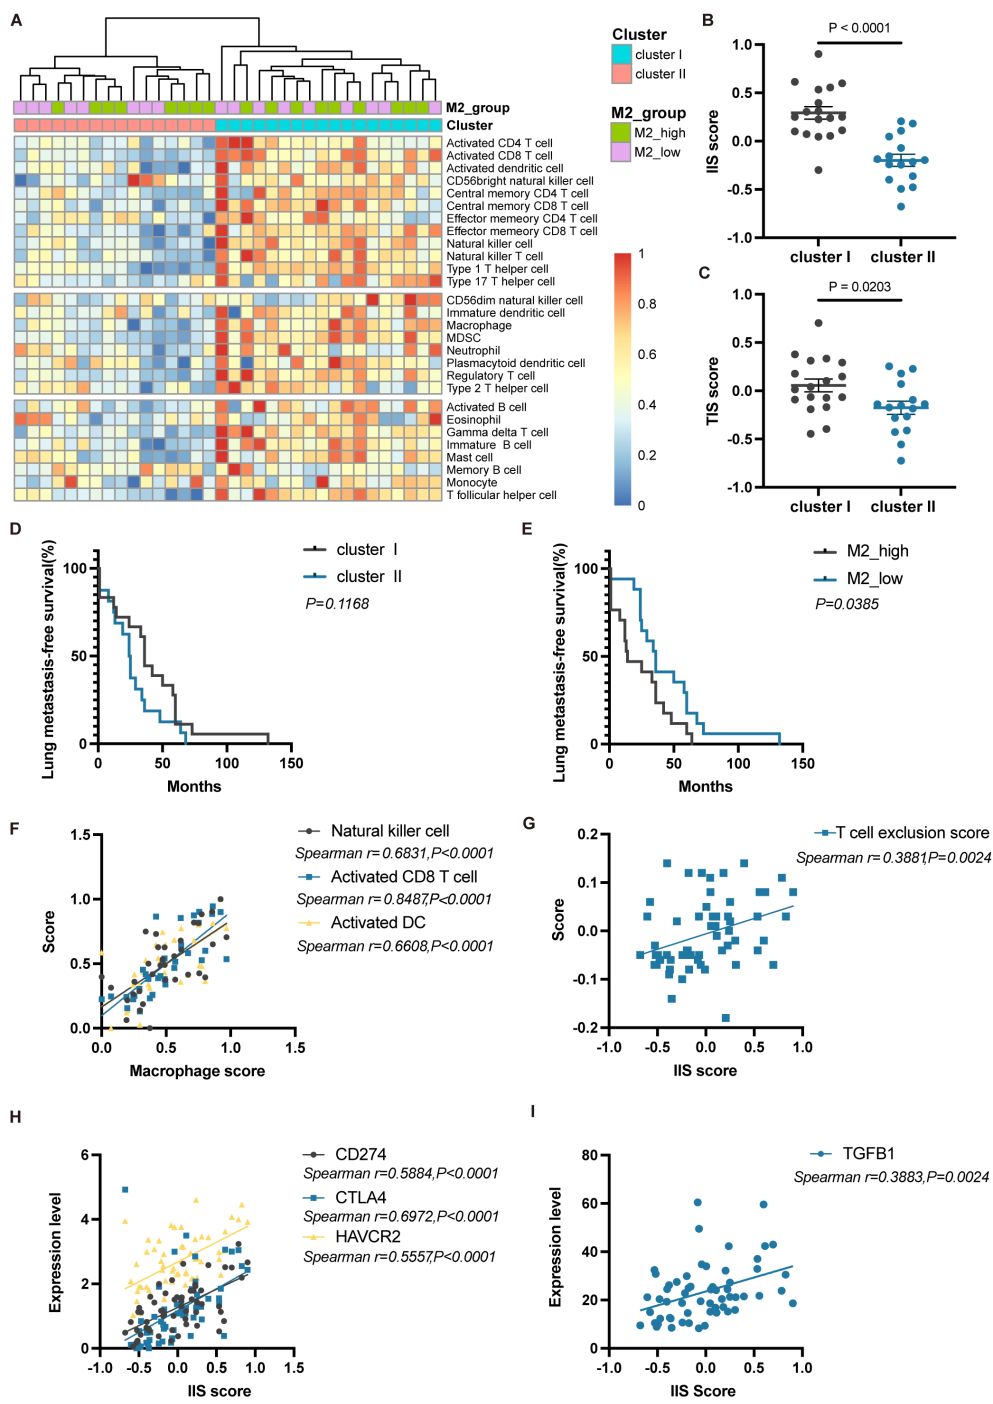 A
Cluster
cluster I
cluster II
M2_group
M2_high
M2_low
M2_group
Cluster
Activated CD4 T cell
Activated CD8 T cell
Activated dendritic cell
CD56bright natural killer cell
Central memory CD4 T cell
Central memory CD8 T cell
Effector memeory CD4 T cell
Effector memeory CD8 T cell
Natural killer cell
Natural killer T cell
Type 1 T helper cell
Type 17 T helper cell
CD56dim natural killer cell
Immature dendritic cell
Macrophage
MDSC
Neutrophil
Plasmacytoid dendritic cell
Regulatory T cell
Type 2 T helper cell
Activated B cell
Eosinophil
Gamma delta T cell
Immature B cell
Mast cell
Memory B cell
Monocyte
T follicular helper cell
1
0.8
0.6
0.4
0.2
0
B
P < 0.0001
1.0
0.5
0.0
-0.5
-1.0
IIS score
cluster I
cluster II
C
P = 0.0203
1.0
0.5
0.0
-0.5
-1.0
TIS score
cluster I
cluster II
D
Lung metastasis-free survival(%)
100
50
0
0
50
100
150
Months
cluster I
cluster II
P=0.1168
E
Lung metastasis-free survival(%)
100
50
0
0
50
100
150
Months
M2_high
M2_low
P=0.0385
F
Score
1.5
1.0
0.5
0.0
0.0
0.5
1.0
1.5
Macrophage score
Natural killer cell
Spearman r=0.6831,P<0.0001
Activated CD8 T cell
Spearman r=0.8487,P<0.0001
Activated DC
Spearman r=0.6608,P<0.0001
G
Score
0.2
0.1
0.0
-0.1
-0.2
-1.0
-0.5
0.0
0.5
1.0
IIS score
T cell exclusion score
Spearman r=0.3881,P=0.0024
H
Expression level
6
4
2
0
-1.0
-0.5
0.0
0.5
1.0
1.5
IIS score
CD274
Spearman r=0.5884,P<0.0001
CTLA4
Spearman r=0.6972,P<0.0001
HAVCR2
Spearman r=0.5557,P<0.0001
I
Expression level
80
60
40
20
0
-1.0
-0.5
0.0
0.5
1.0
IIS Score
TGFB1
Spearman r=0.3883,P=0.0024